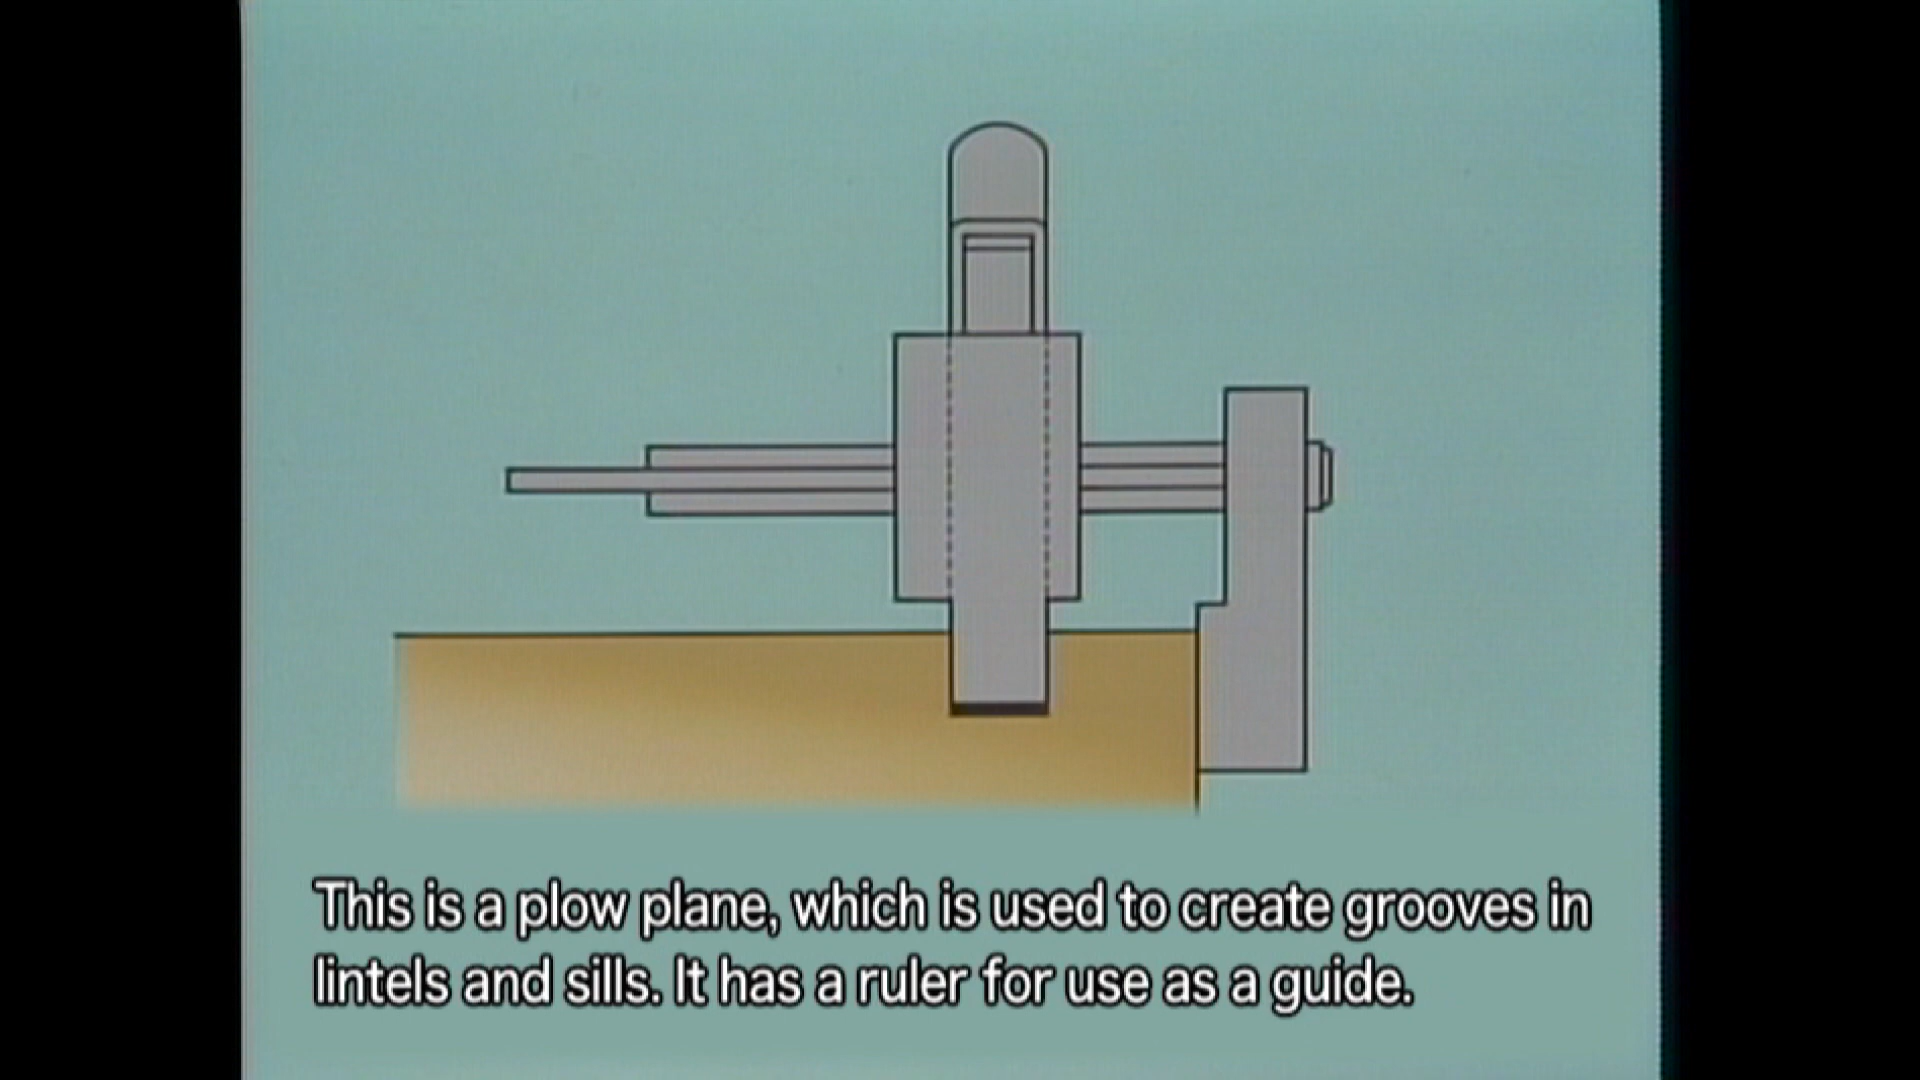 This is a plow plane, which is used to create grooves in
lintels and sills. It has a ruler for use as a guide.